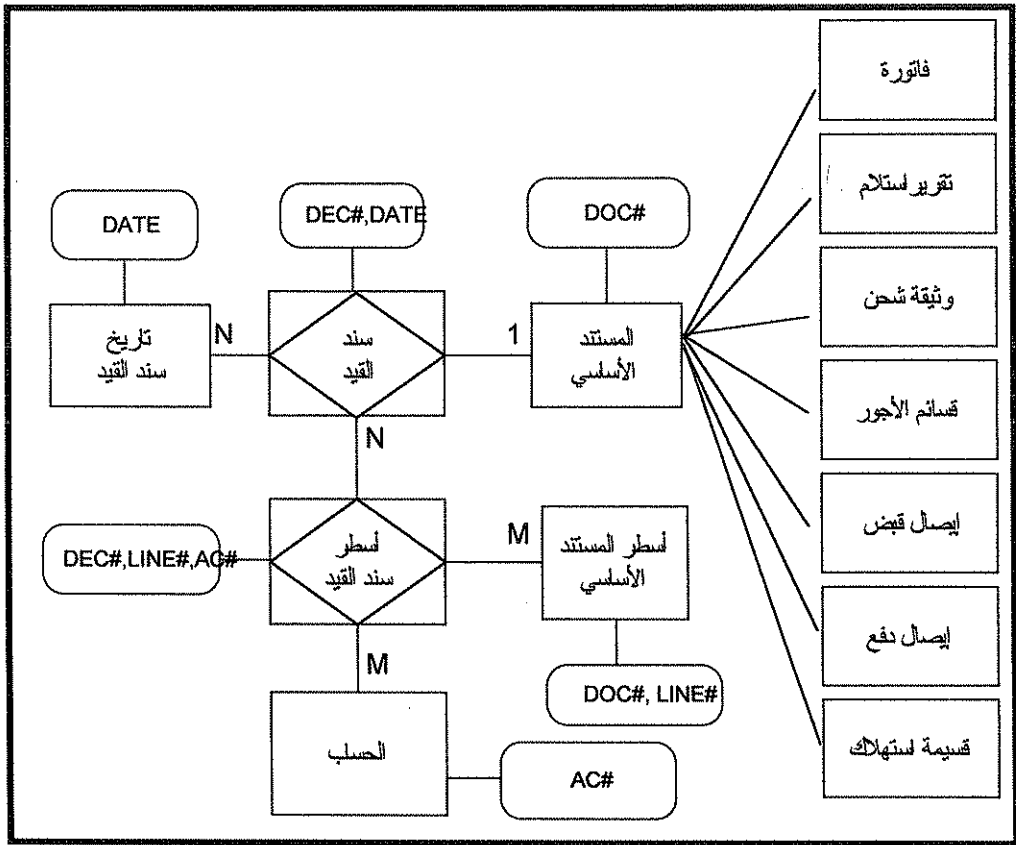 فاتورة
تقرير استلام
وثيقة شحن
قسائم الأجور
إيصال قبض
إيصال دفع
قسيمة استهلاك
DATE
DEC#,DATE
DOC#
تاريخ
سند القيد
N
سند
القيد
1
المستند
الأساسي
N
DEC#,LINE#,AC#
أسطر
سند القيد
M
أسطر المستند
الأساسي
M
DOC#, LINE#
الحساب
AC#